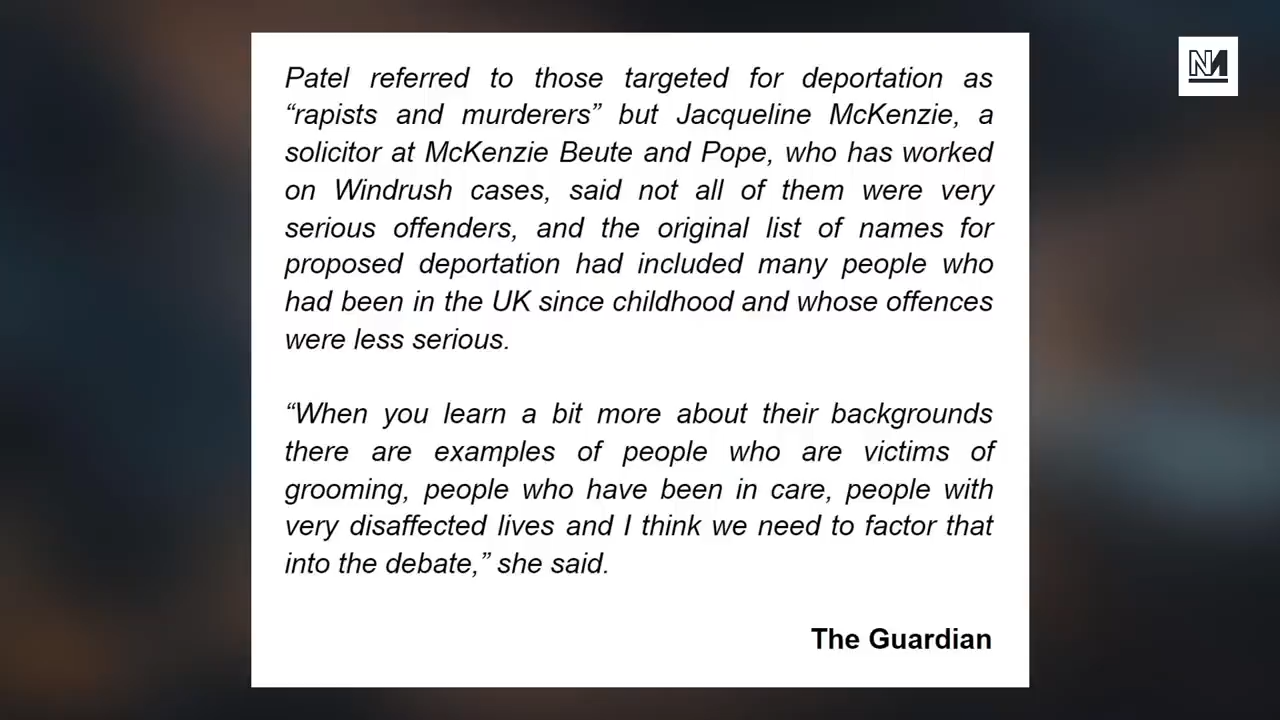 Patel referred to those targeted for deportation as
“rapists and murderers” but Jacqueline McKenzie, a
solicitor at McKenzie Beute and Pope, who has worked
on Windrush cases, said not all of them were very
serious offenders, and the original list of names for
proposed deportation had included many people who
had been in the UK since childhood and whose offences
were less serious.
“When you learn a bit more about their backgrounds
there are examples of people who are victims of
grooming, people who have been in care, people with
very disaffected lives and I think we need to factor that
into the debate,” she said.
The Guardian
NM